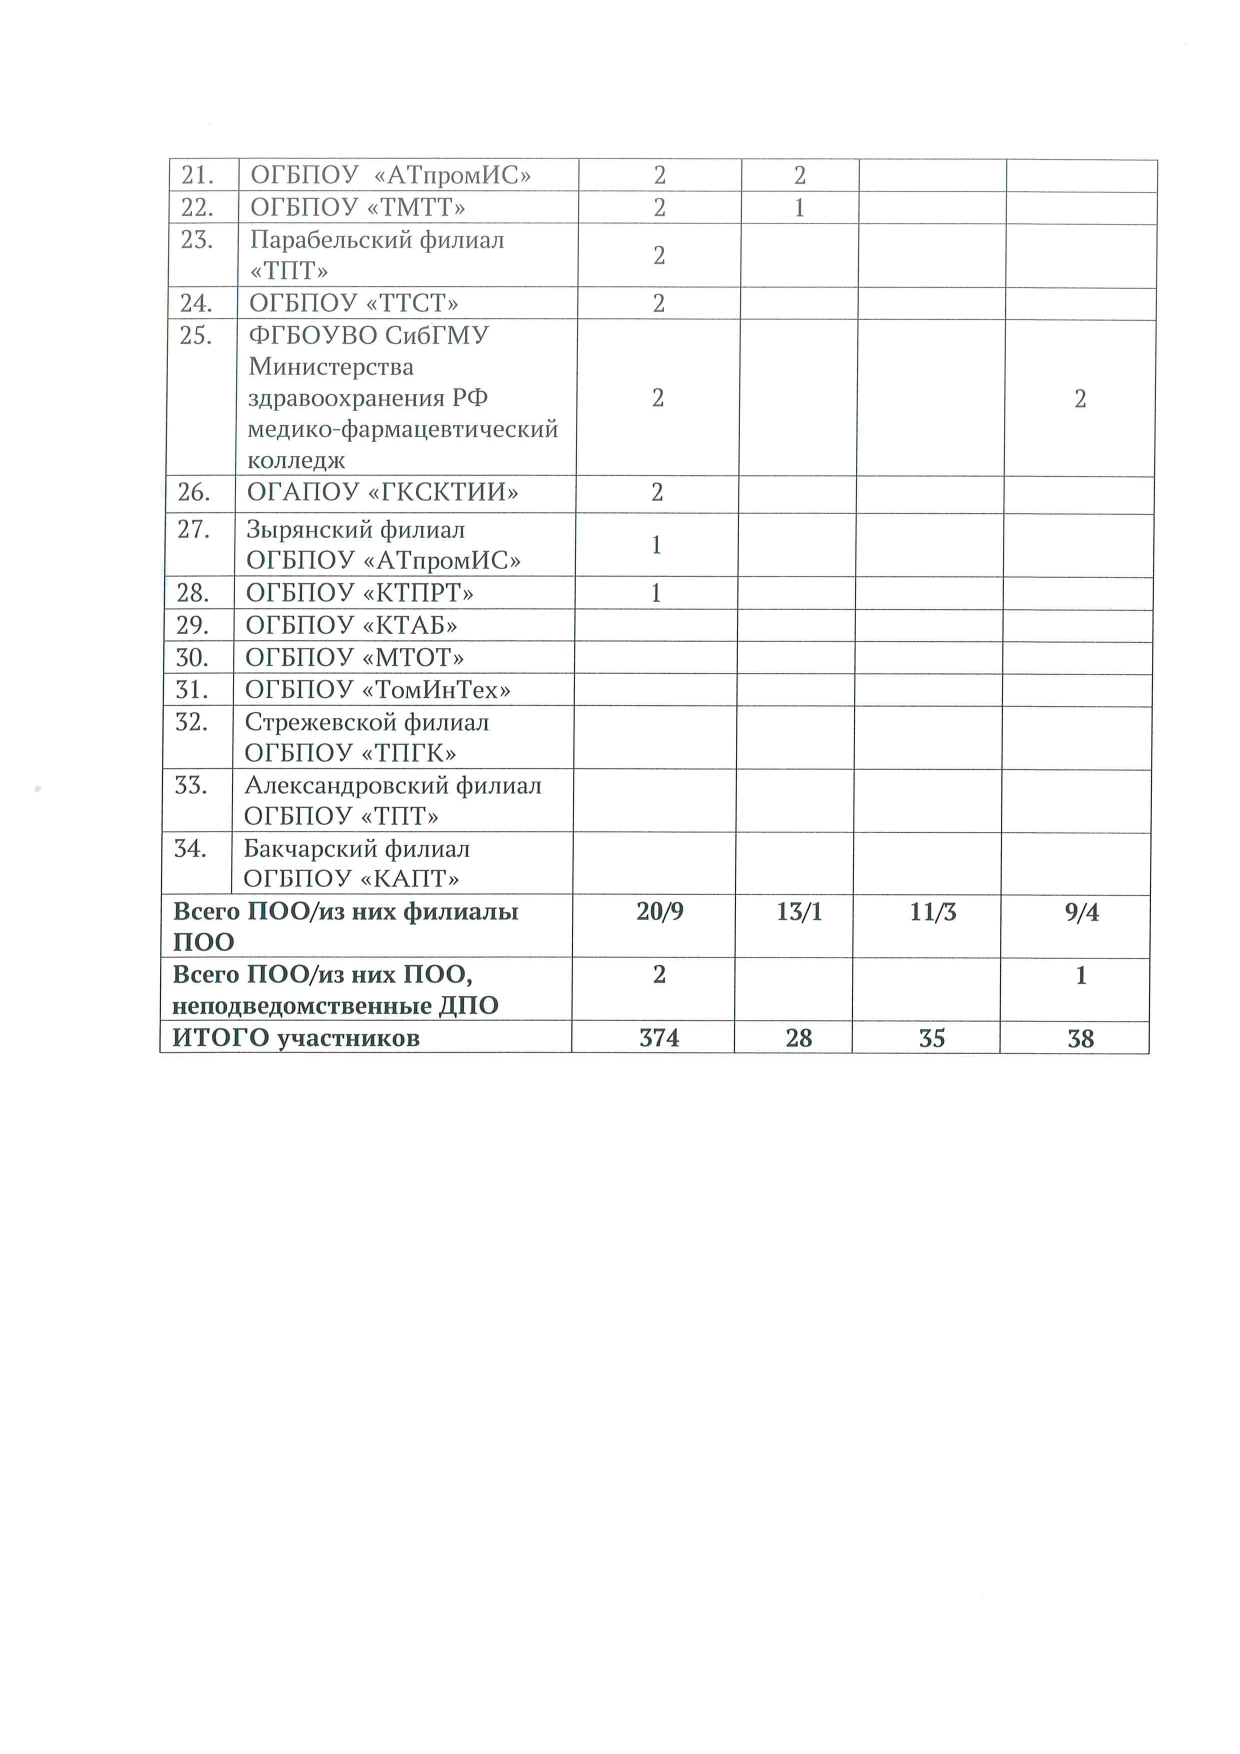 21. ОГБПОУ «АТпромИС» 2 2
22. ОГБПОУ «ТМТТ» 2 1
23. Парабельский филиал
«ТПТ» 2
24. ОГБПОУ «ТТСТ» 2
25. ФГБОУВО СибГМУ
Министерства
здравоохранения РФ 2 2
медико-фармацевтический
колледж
26. ОГАПОУ «ГКСКТИИ» 2
27. Зырянский филиал
ОГБПОУ «АТпромИС» 1
28. ОГБПОУ «КТПРТ» 1
29. ОГБПОУ «КТАБ»
30. ОГБПОУ «МТОТ»
31. ОГБПОУ «ТомИнТех»
32. Стрежевской филиал
ОГБПОУ «ТПГК»
33. Александровский филиал
ОГБПОУ «ТПТ»
34. Бакчарский филиал
ОГБПОУ «КАПТ»
Всего ПОО/из них филиалы 20/9 13/1 11/3 9/4
ПОО
Всего ПОО/из них ПОО, 2 1
неподведомственные ДПО
ИТОГО участников 374 28 35 38